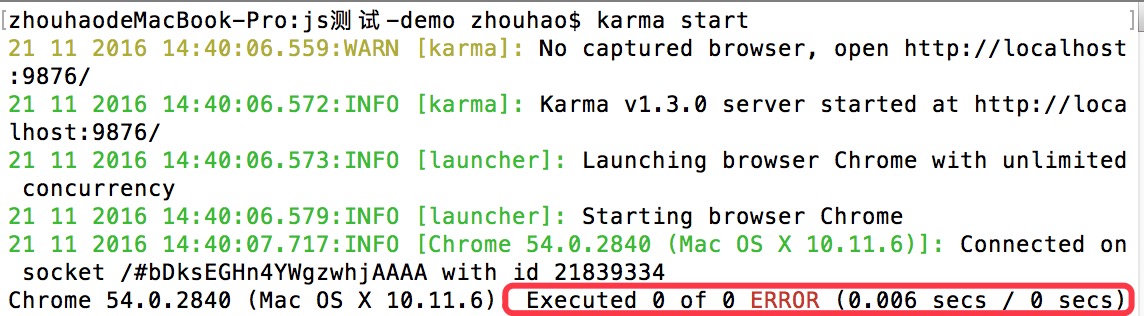 [zhouhaodeMacBook-Pro:js测试-demo zhouhao$ karma start ]
21 11 2016 14:40:06.559:WARN [karma]: No captured browser, open http://localhost
:9876/
21 11 2016 14:40:06.572:INFO [karma]: Karma v1.3.0 server started at http://loca
lhost:9876/
21 11 2016 14:40:06.573:INFO [launcher]: Launching browser Chrome with unlimited
 concurrency
21 11 2016 14:40:06.579:INFO [launcher]: Starting browser Chrome
21 11 2016 14:40:07.717:INFO [Chrome 54.0.2840 (Mac OS X 10.11.6)]: Connected on
 socket /#bDksEGHn4YWgzwhjAAAA with id 21839334
Chrome 54.0.2840 (Mac OS X 10.11.6) Executed 0 of 0 ERROR (0.006 secs / 0 secs)